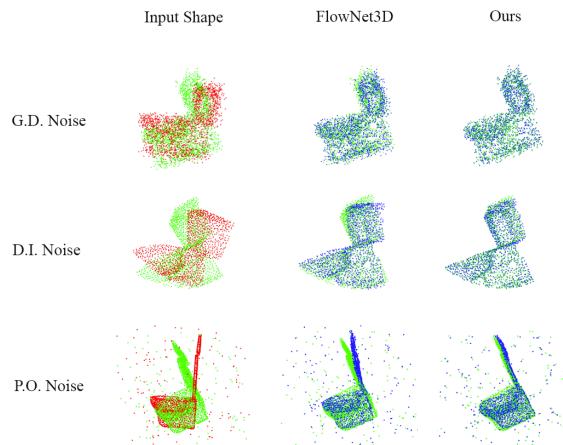 Input Shape FlowNet3D Ours
G.D. Noise
D.I. Noise
P.O. Noise